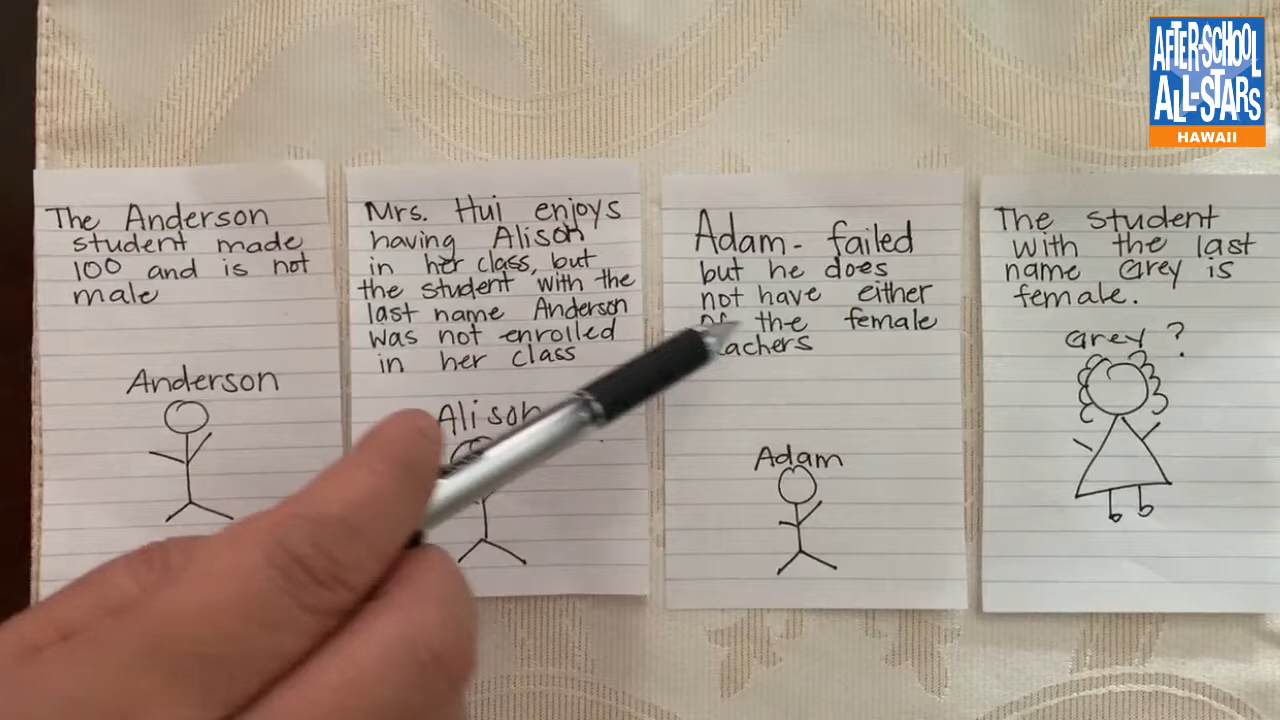 AFTER-SCHOOL
ALL-STARS
HAWAII
The Anderson
student made
100 and is not
male
Anderson
Mrs. Hui enjoys
having Alison
in her class, but
the student with the
last name Anderson
was not enrolled
in her class
Alison
Adam - failed
but he does
not have either
of the female
Adam
The student
with the last
name Grey is
female.
Grey ?